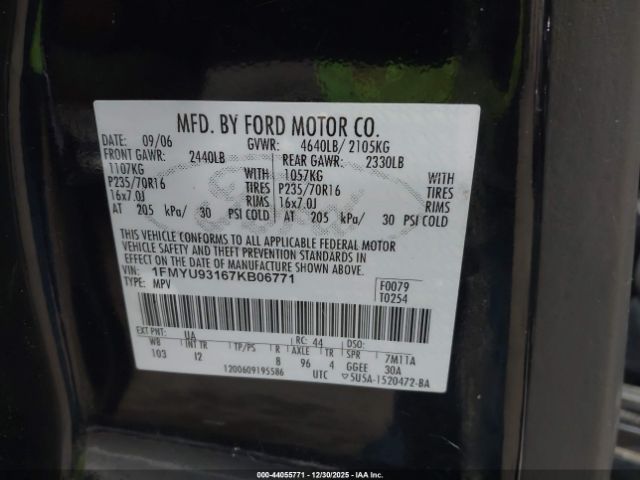 MFD. BY FORD MOTOR CO.
DATE: 09/06 GVWR: 4640LB/ 2105KG
FRONT GAWR: 2440LB REAR GAWR: 2330LB
1107KG WITH 1057KG WITH
P235/70R16 TIRES P235/70R16 TIRES
16x7.0J RIMS 16x7.0J RIMS
AT 205 kPa/ 30 PSI COLD AT 205 kPa/ 30 PSI COLD
THIS VEHICLE CONFORMS TO ALL APPLICABLE FEDERAL MOTOR
VEHICLE SAFETY AND THEFT PREVENTION STANDARDS IN EFFECT
ON THE DATE OF MANUFACTURE SHOWN ABOVE.
VIN: 1FMYU93167KB06771 F0079
TYPE: MPV T0254
EXT PNT: UA RC: 44 DSO:
WB INT TR TP/PS R AXLE TR SPR 7M11A
103 I2 8 96 4 GGEE 30A
1200609195586 UTC 5U5A-1520472-BA
Ford
000-44055771 - 12/30/2025 - IAA, Inc.